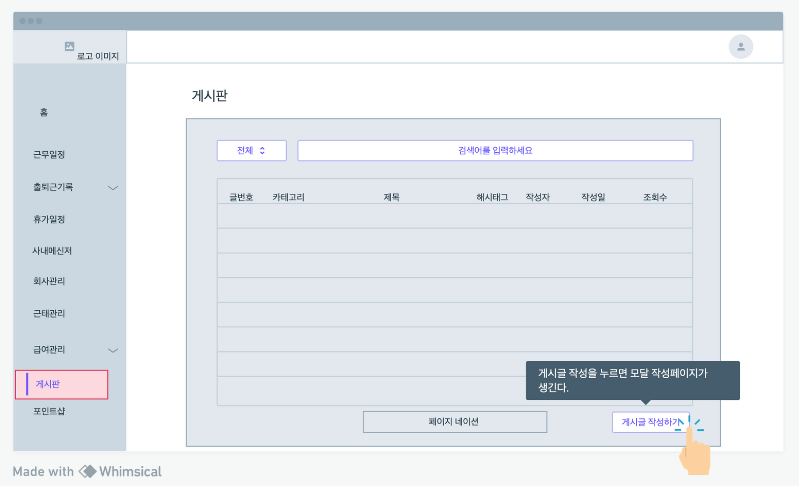 로고 이미지
홈
근무일정
출퇴근기록
휴가일정
사내메신저
회사관리
근태관리
급여관리
게시판
포인트샵
게시판
전체
검색어를 입력하세요
글번호 카테고리 제목 해시태그 작성자 작성일 조회수
게시글 작성을 누르면 모달 작성페이지가
생긴다.
페이지 네이션
게시글 작성하기
Made with Whimsical